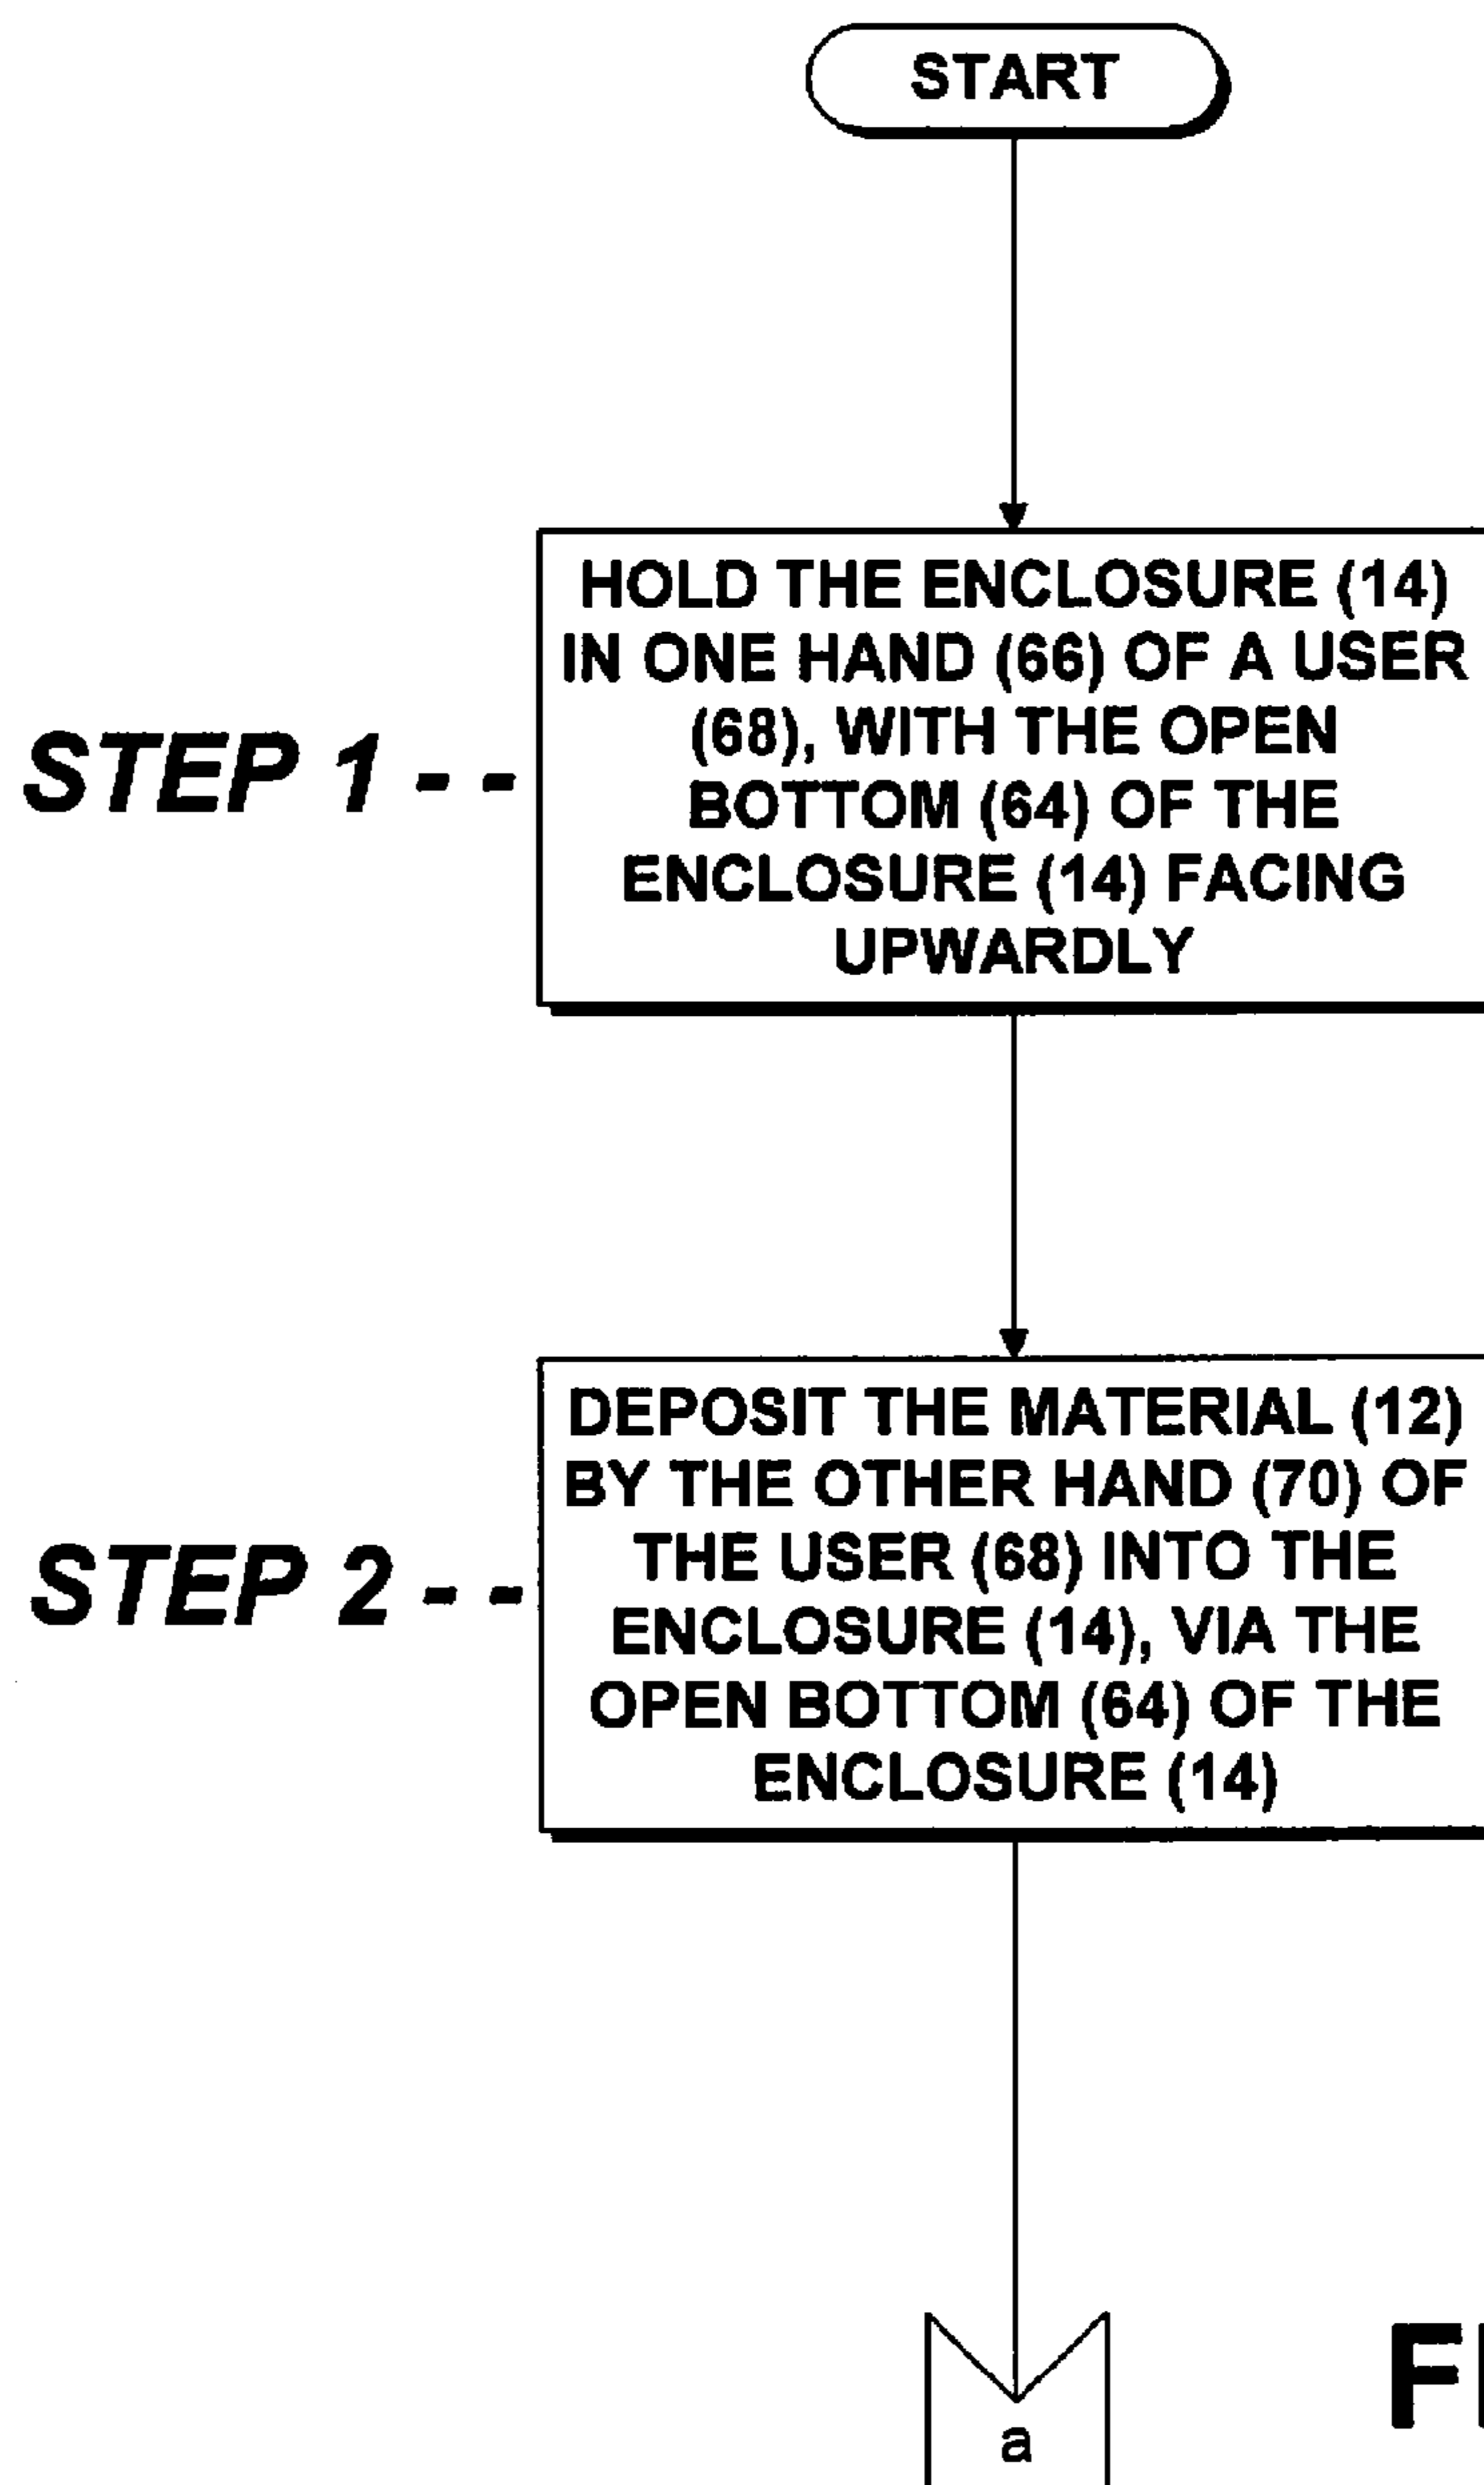 START
HOLD THE ENCLOSURE (14)
IN ONE HAND (66) OF A USER
(68), WITH THE OPEN
BOTTOM (64) OF THE
ENCLOSURE (14) FACING
UPWARDLY
STEP 1 --
DEPOSIT THE MATERIAL (12)
BY THE OTHER HAND (70) OF
THE USER (68) INTO THE
ENCLOSURE (14), VIA THE
OPEN BOTTOM (64) OF THE
ENCLOSURE (14)
STEP 2 --
a